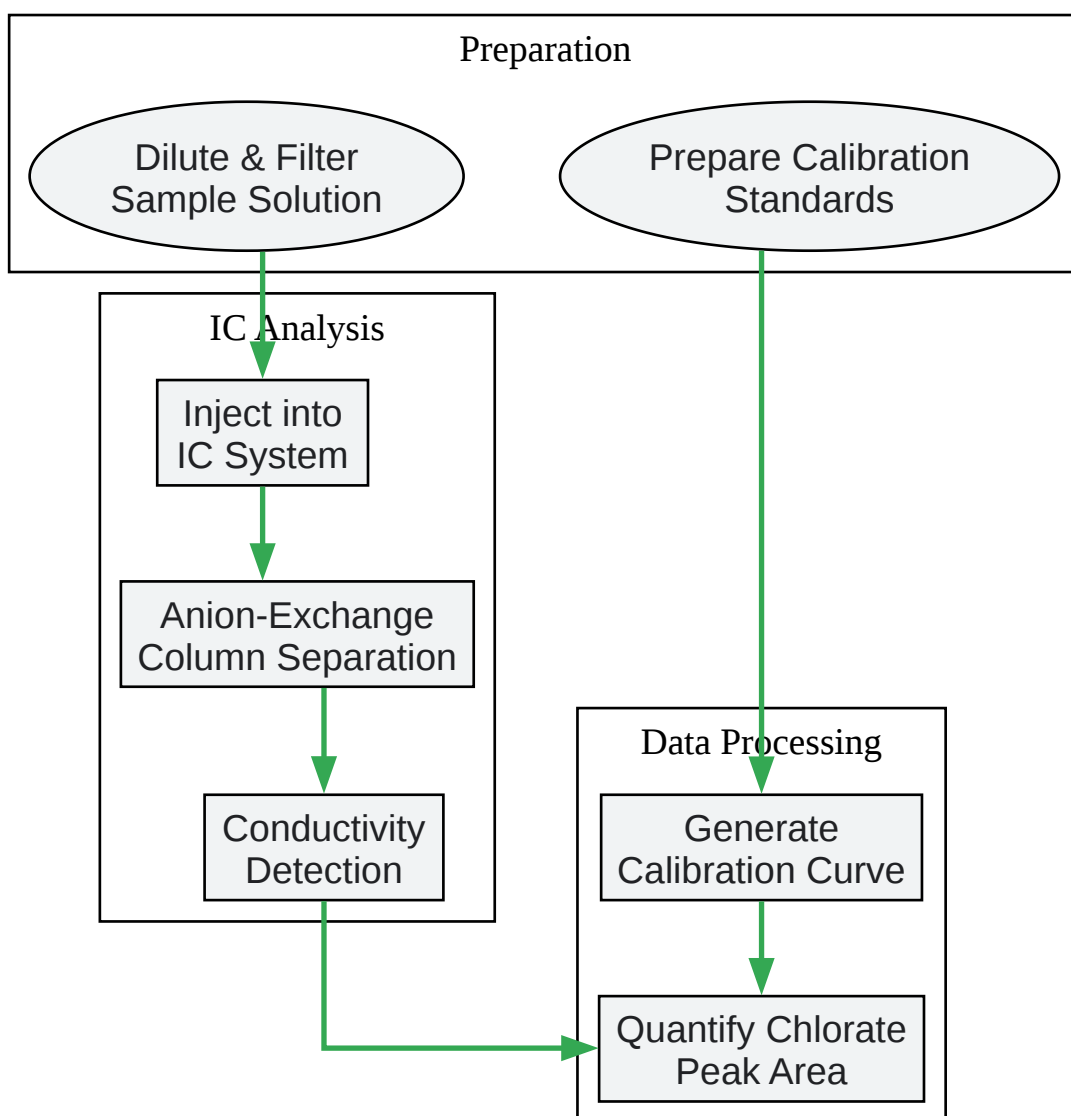 Preparation
Dilute & Filter
Sample Solution
Prepare Calibration
Standards
IC Analysis
Inject into
IC System
Anion-Exchange
Column Separation
Conductivity
Detection
Data Processing
Generate
Calibration Curve
Quantify Chlorate
Peak Area